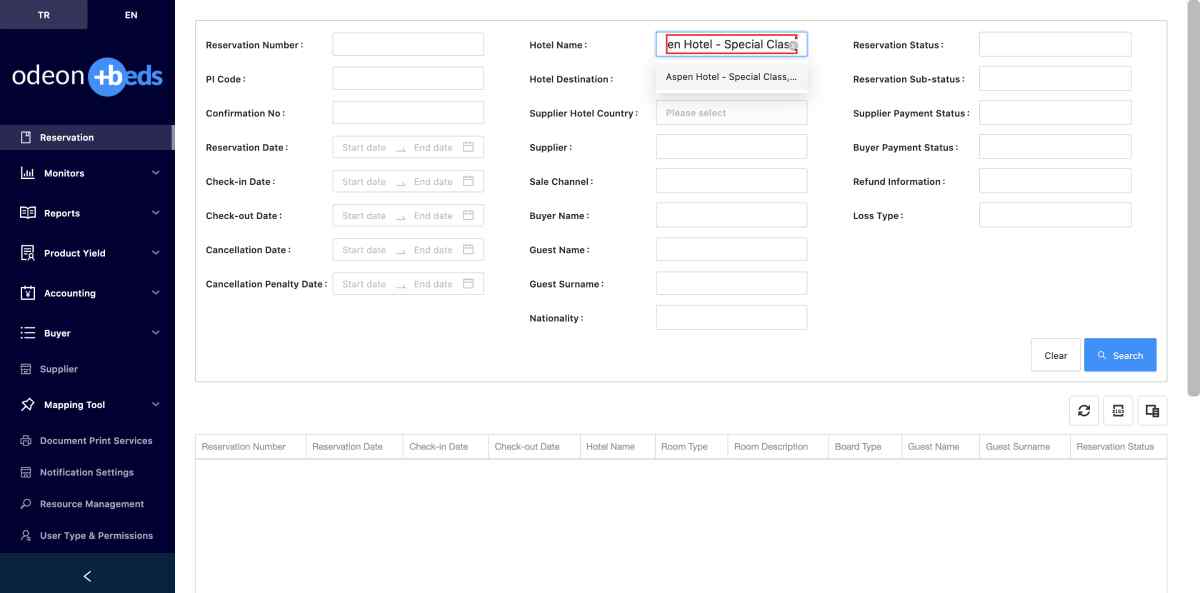 TR
EN
odeon +beds
Reservation
Monitors
Reports
Product Yield
Accounting
Buyer
Supplier
Mapping Tool
Document Print Services
Notification Settings
Resource Management
User Type & Permissions
Reservation Number :
PI Code :
Confirmation No :
Reservation Date : Start date End date
Check-in Date : Start date End date
Check-out Date : Start date End date
Cancellation Date : Start date End date
Cancellation Penalty Date : Start date End date
Hotel Name : en Hotel - Special Class
Aspen Hotel - Special Class,...
Hotel Destination :
Supplier Hotel Country : Please select
Supplier :
Sale Channel :
Buyer Name :
Guest Name :
Guest Surname :
Nationality :
Reservation Status :
Reservation Sub-status :
Supplier Payment Status :
Buyer Payment Status :
Refund Information :
Loss Type :
Clear Search
Reservation Number Reservation Date Check-in Date Check-out Date Hotel Name Room Type Room Description Board Type Guest Name Guest Surname Reservation Status